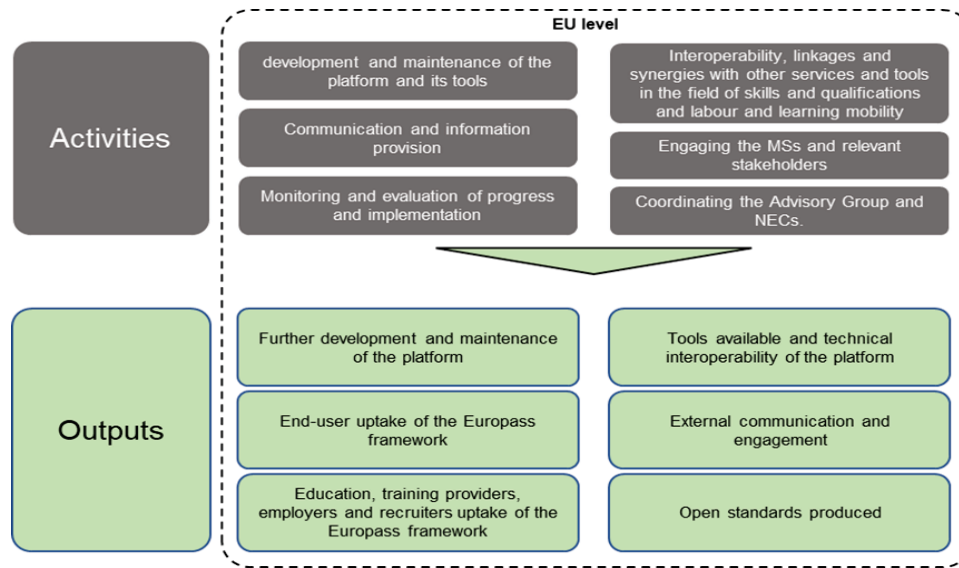 EU level
Activities
development and maintenance of the
platform and its tools
Communication and information
provision
Monitoring and evaluation of progress
and implementation
Interoperability, linkages and
synergies with other services and tools
in the field of skills and qualifications
and labour and learning mobility
Engaging the MSs and relevant
stakeholders
Coordinating the Advisory Group and
NECs.
Outputs
Further development and maintenance
of the platform
End-user uptake of the Europass
framework
Education, training providers,
employers and recruiters uptake of the
Europass framework
Tools available and technical
interoperability of the platform
External communication and
engagement
Open standards produced